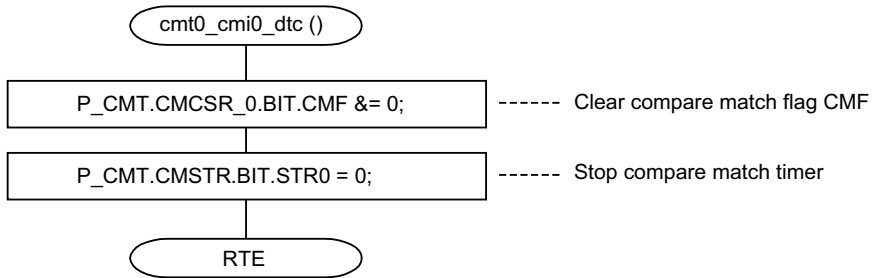 cmt0_cmi0_dtc ()
P_CMT.CMCSR_0.BIT.CMF &= 0;
Clear compare match flag CMF
P_CMT.CMSTR.BIT.STR0 = 0;
Stop compare match timer
RTE